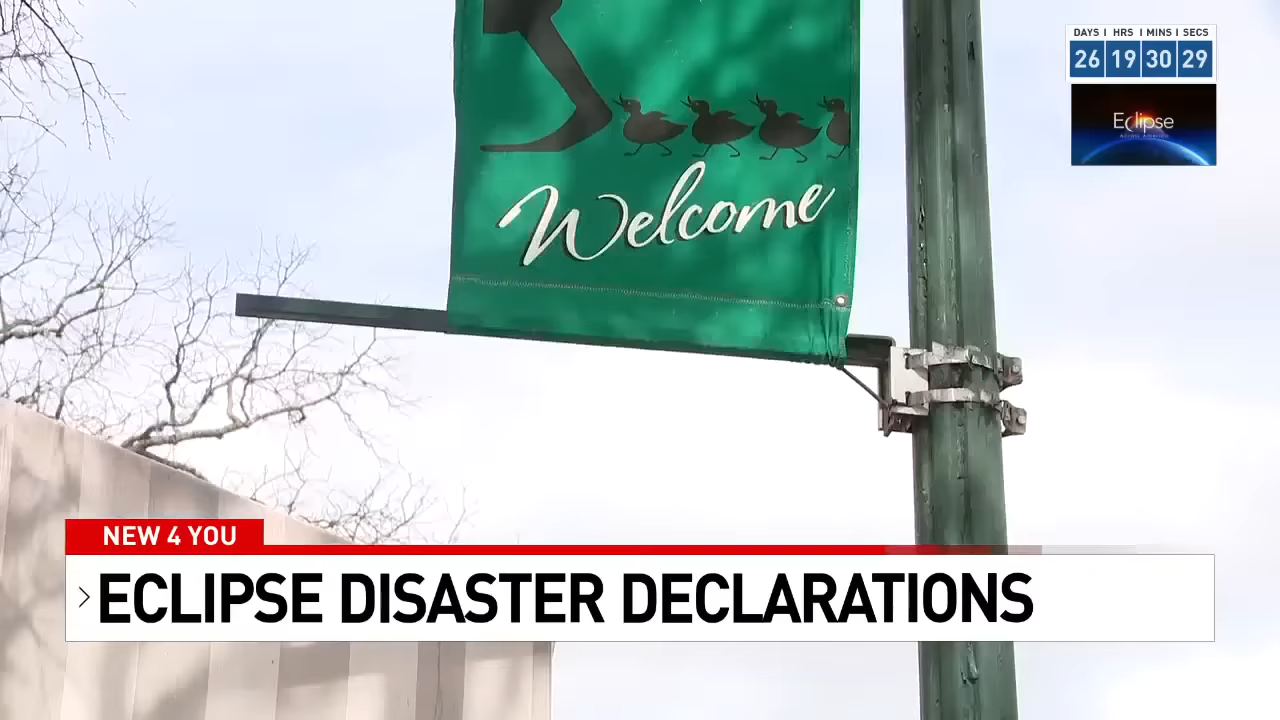 DAYS | HRS | MINS | SECS
26 19 30 29
Eclipse
Welcome
NEW 4 YOU
ECLIPSE DISASTER DECLARATIONS